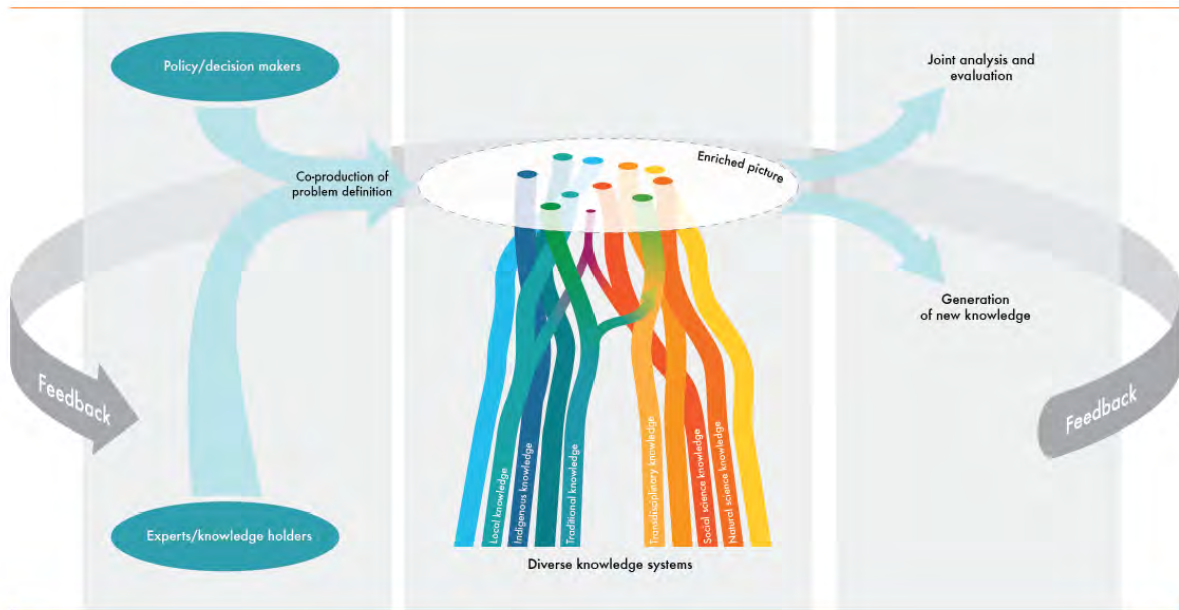 Policy/decision makers
Co-production of
problem definition
Experts/knowledge holders
Feedback
Enriched picture
Local knowledge
Indigenous knowledge
Traditional knowledge
Transdisciplinary knowledge
Social science knowledge
Natural science knowledge
Diverse knowledge systems
Joint analysis and
evaluation
Generation
of new knowledge
Feedback